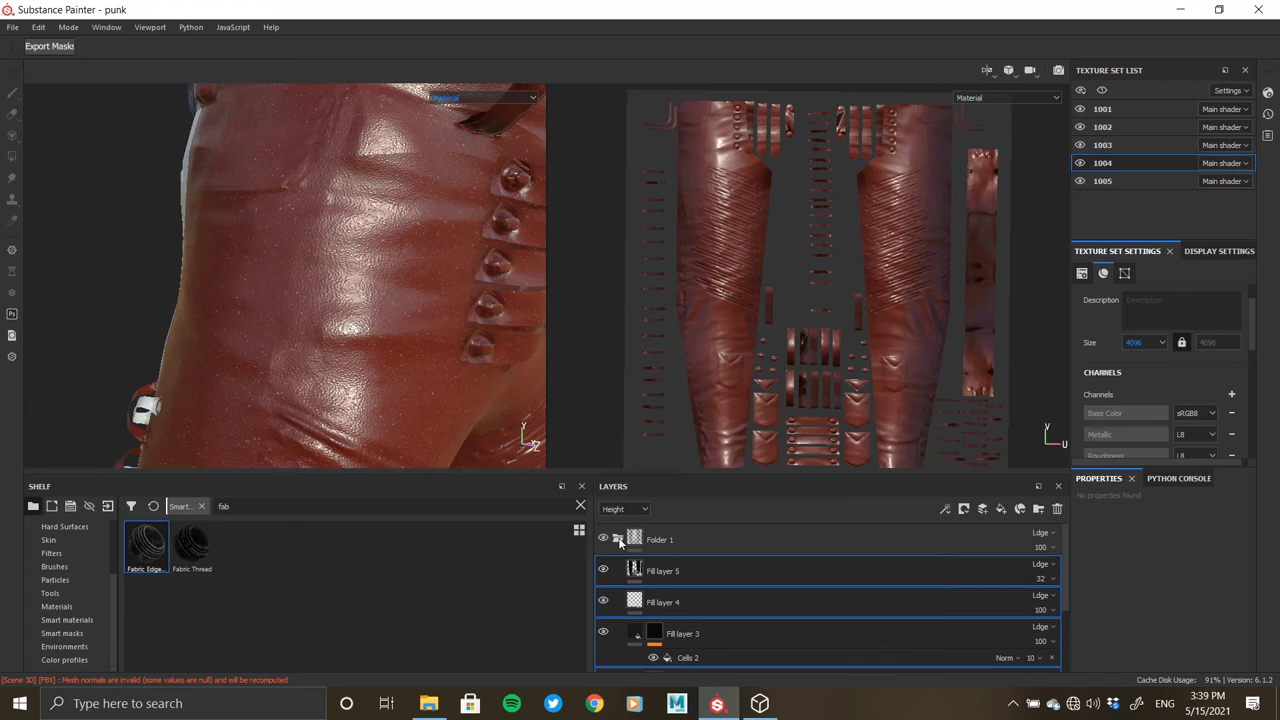 Substance Painter - punk
File Edit Mode Window Viewport Python JavaScript Help
Export Masks
Material
Material
TEXTURE SET LIST
Settings
1001 Main shader
1002 Main shader
1003 Main shader
1004 Main shader
1005 Main shader
TEXTURE SET SETTINGS
DISPLAY SETTINGS
Description Description
Size 4096 4096
CHANNELS
Channels
Base Color sRGB8
Metallic L8
Roughness L8
PROPERTIES
PYTHON CONSOLE
No properties found
Y
Z
V
U
SHELF
Smart...
fab
Hard Surfaces
Skin
Filters
Brushes
Particles
Tools
Materials
Smart materials
Smart masks
Environments
Color profiles
Fabric Edge...
Fabric Thread
LAYERS
Height
Folder 1 Ldge 100
Fill layer 5 Ldge 32
Fill layer 4 Ldge 100
Fill layer 3 Ldge 100
Cells 2 Norm 10
[Scene 3D] [FBX] : Mesh normals are invalid (some values are null) and will be recomputed
Cache Disk Usage: 91% | Version: 6.1.2
Type here to search
Ps
ENG
3:39 PM
5/15/2021